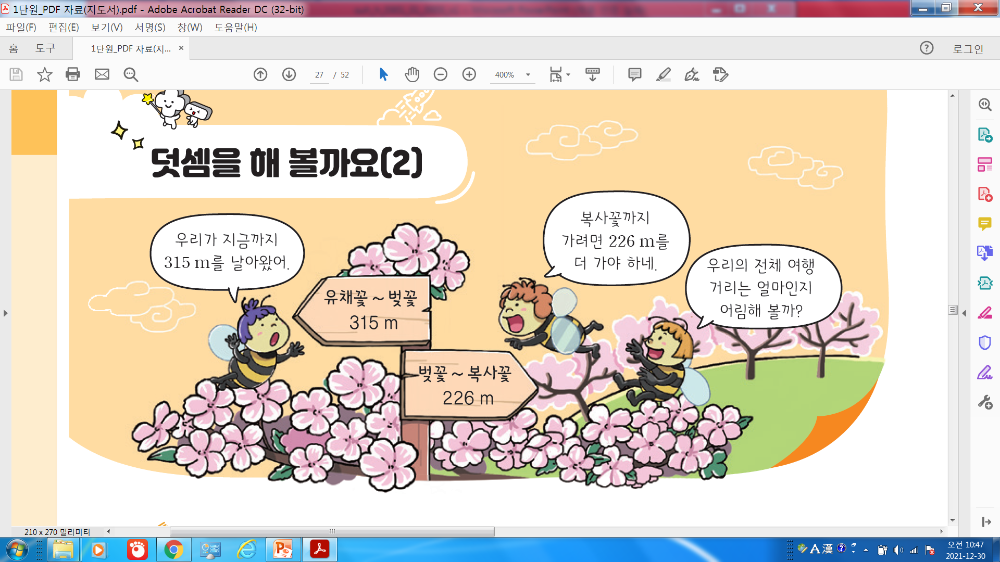 1단원_PDF 자료(지도서).pdf - Adobe Acrobat Reader DC (32-bit)
파일(F) 편집(E) 보기(V) 서명(S) 창(W) 도움말(H)
홈 도구 1단원_PDF 자료(지... × 로그인
27 / 52 400%
덧셈을 해 볼까요(2)
우리가 지금까지
315 m를 날아왔어.
복사꽃까지
가려면 226 m를
더 가야 하네.
우리의 전체 여행
거리는 얼마인지
어림해 볼까?
유채꽃 ~ 벚꽃
315 m
벚꽃 ~ 복사꽃
226 m
210 x 270 밀리미터
A 漢
오전 10:47
2021-12-30